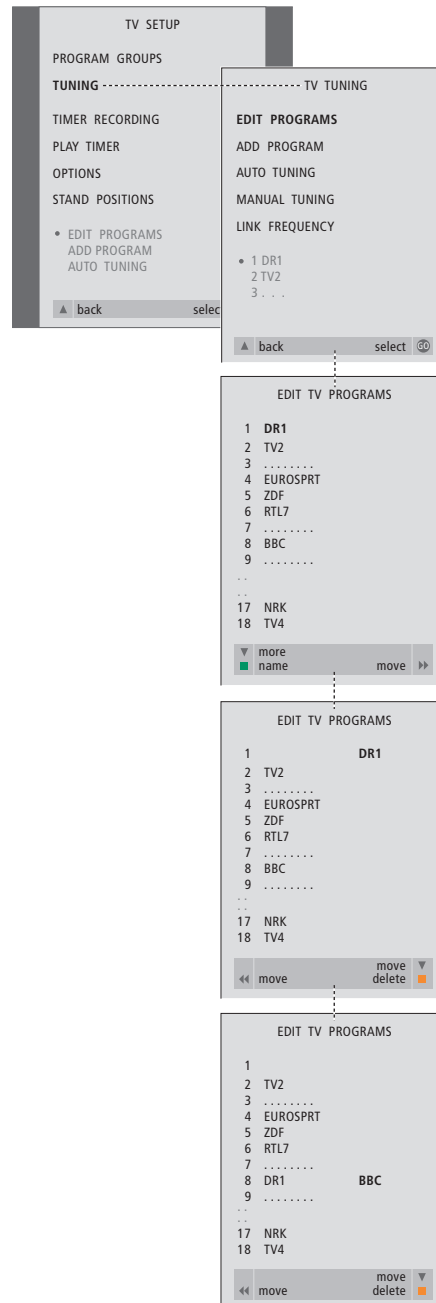 TV SETUP
PROGRAM GROUPS
TUNING
TIMER RECORDING
PLAY TIMER
OPTIONS
STAND POSITIONS
• EDIT PROGRAMS
ADD PROGRAM
AUTO TUNING
▲ back selec
TV TUNING
EDIT PROGRAMS
ADD PROGRAM
AUTO TUNING
MANUAL TUNING
LINK FREQUENCY
• 1 DR1
2 TV2
3 . . .
▲ back select GO
EDIT TV PROGRAMS
1 DR1
2 TV2
3 ........
4 EUROSPRT
5 ZDF
6 RTL7
7 ........
8 BBC
9 ........
. .
. .
17 NRK
18 TV4
▼ more
name move ▶▶
EDIT TV PROGRAMS
1 DR1
2 TV2
3 ........
4 EUROSPRT
5 ZDF
6 RTL7
7 ........
8 BBC
9 ........
. .
. .
17 NRK
18 TV4
move ▼
◀◀ move delete
EDIT TV PROGRAMS
1
2 TV2
3 ........
4 EUROSPRT
5 ZDF
6 RTL7
7 ........
8 DR1 BBC
9 ........
. .
. .
17 NRK
18 TV4
move ▼
◀◀ move delete